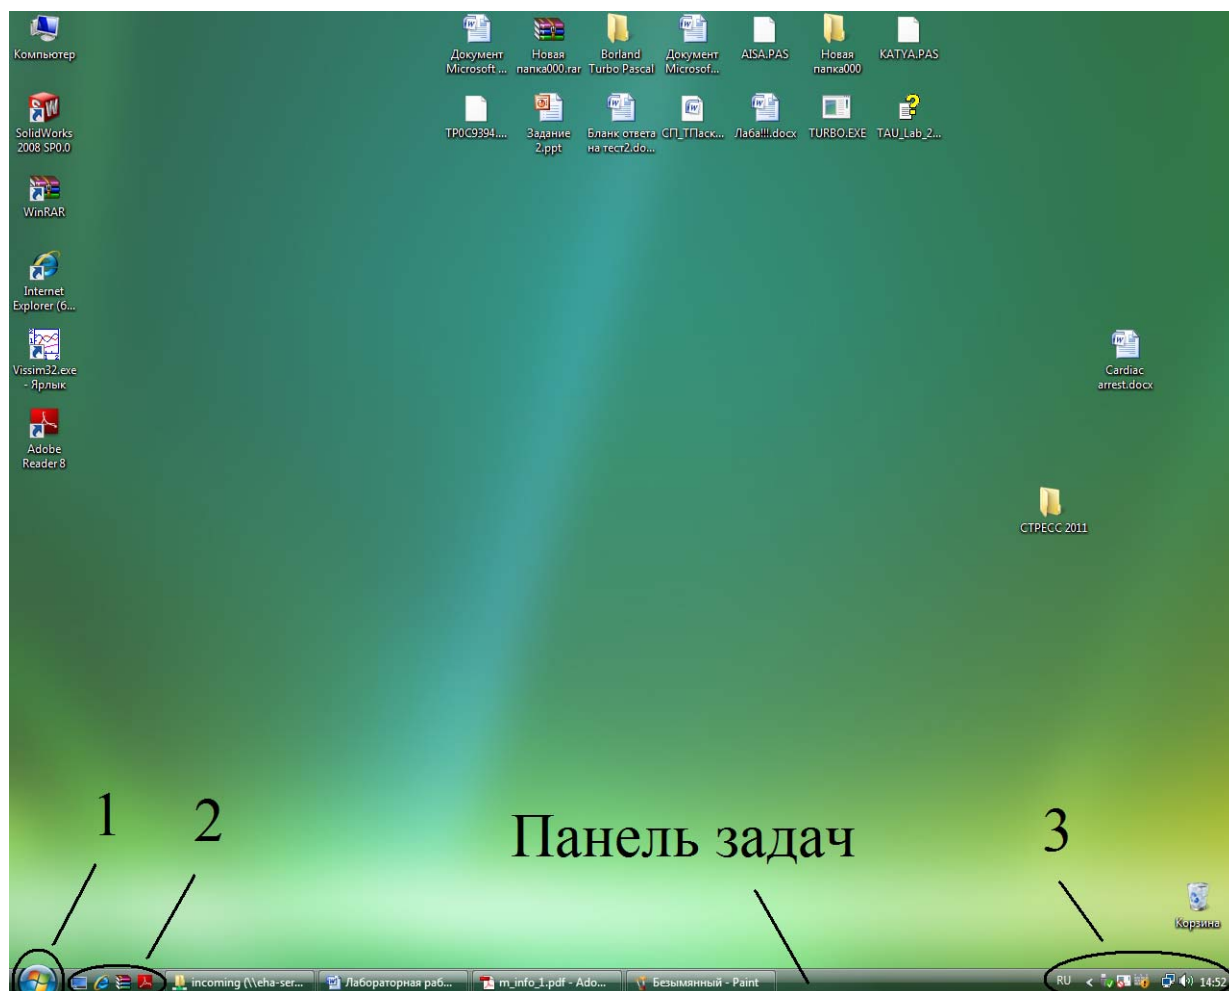 Компьютер
Документ
Microsoft ...
Новая
папка000.rar
Borland
Turbo Pascal
Документ
Microsof...
AISA.PAS
Новая
папка000
KATYA.PAS
SolidWorks
2008 SP0.0
TP0C9394....
Задание
2.ppt
Бланк ответа
на тест2.do...
СП_ТПаск...
Лаба!!!.docx
TURBO.EXE
TAU_Lab_2...
WinRAR
Internet
Explorer (6...
Vissim32.exe
- Ярлык
Cardiac
arrest.docx
Adobe
Reader 8
СТРЕСС 2011
1
2
Панель задач
3
Корзина
incoming (\\eha-ser...
Лабораторная раб...
m_info_1.pdf - Ado...
Безымянный - Paint
RU
<
14:52